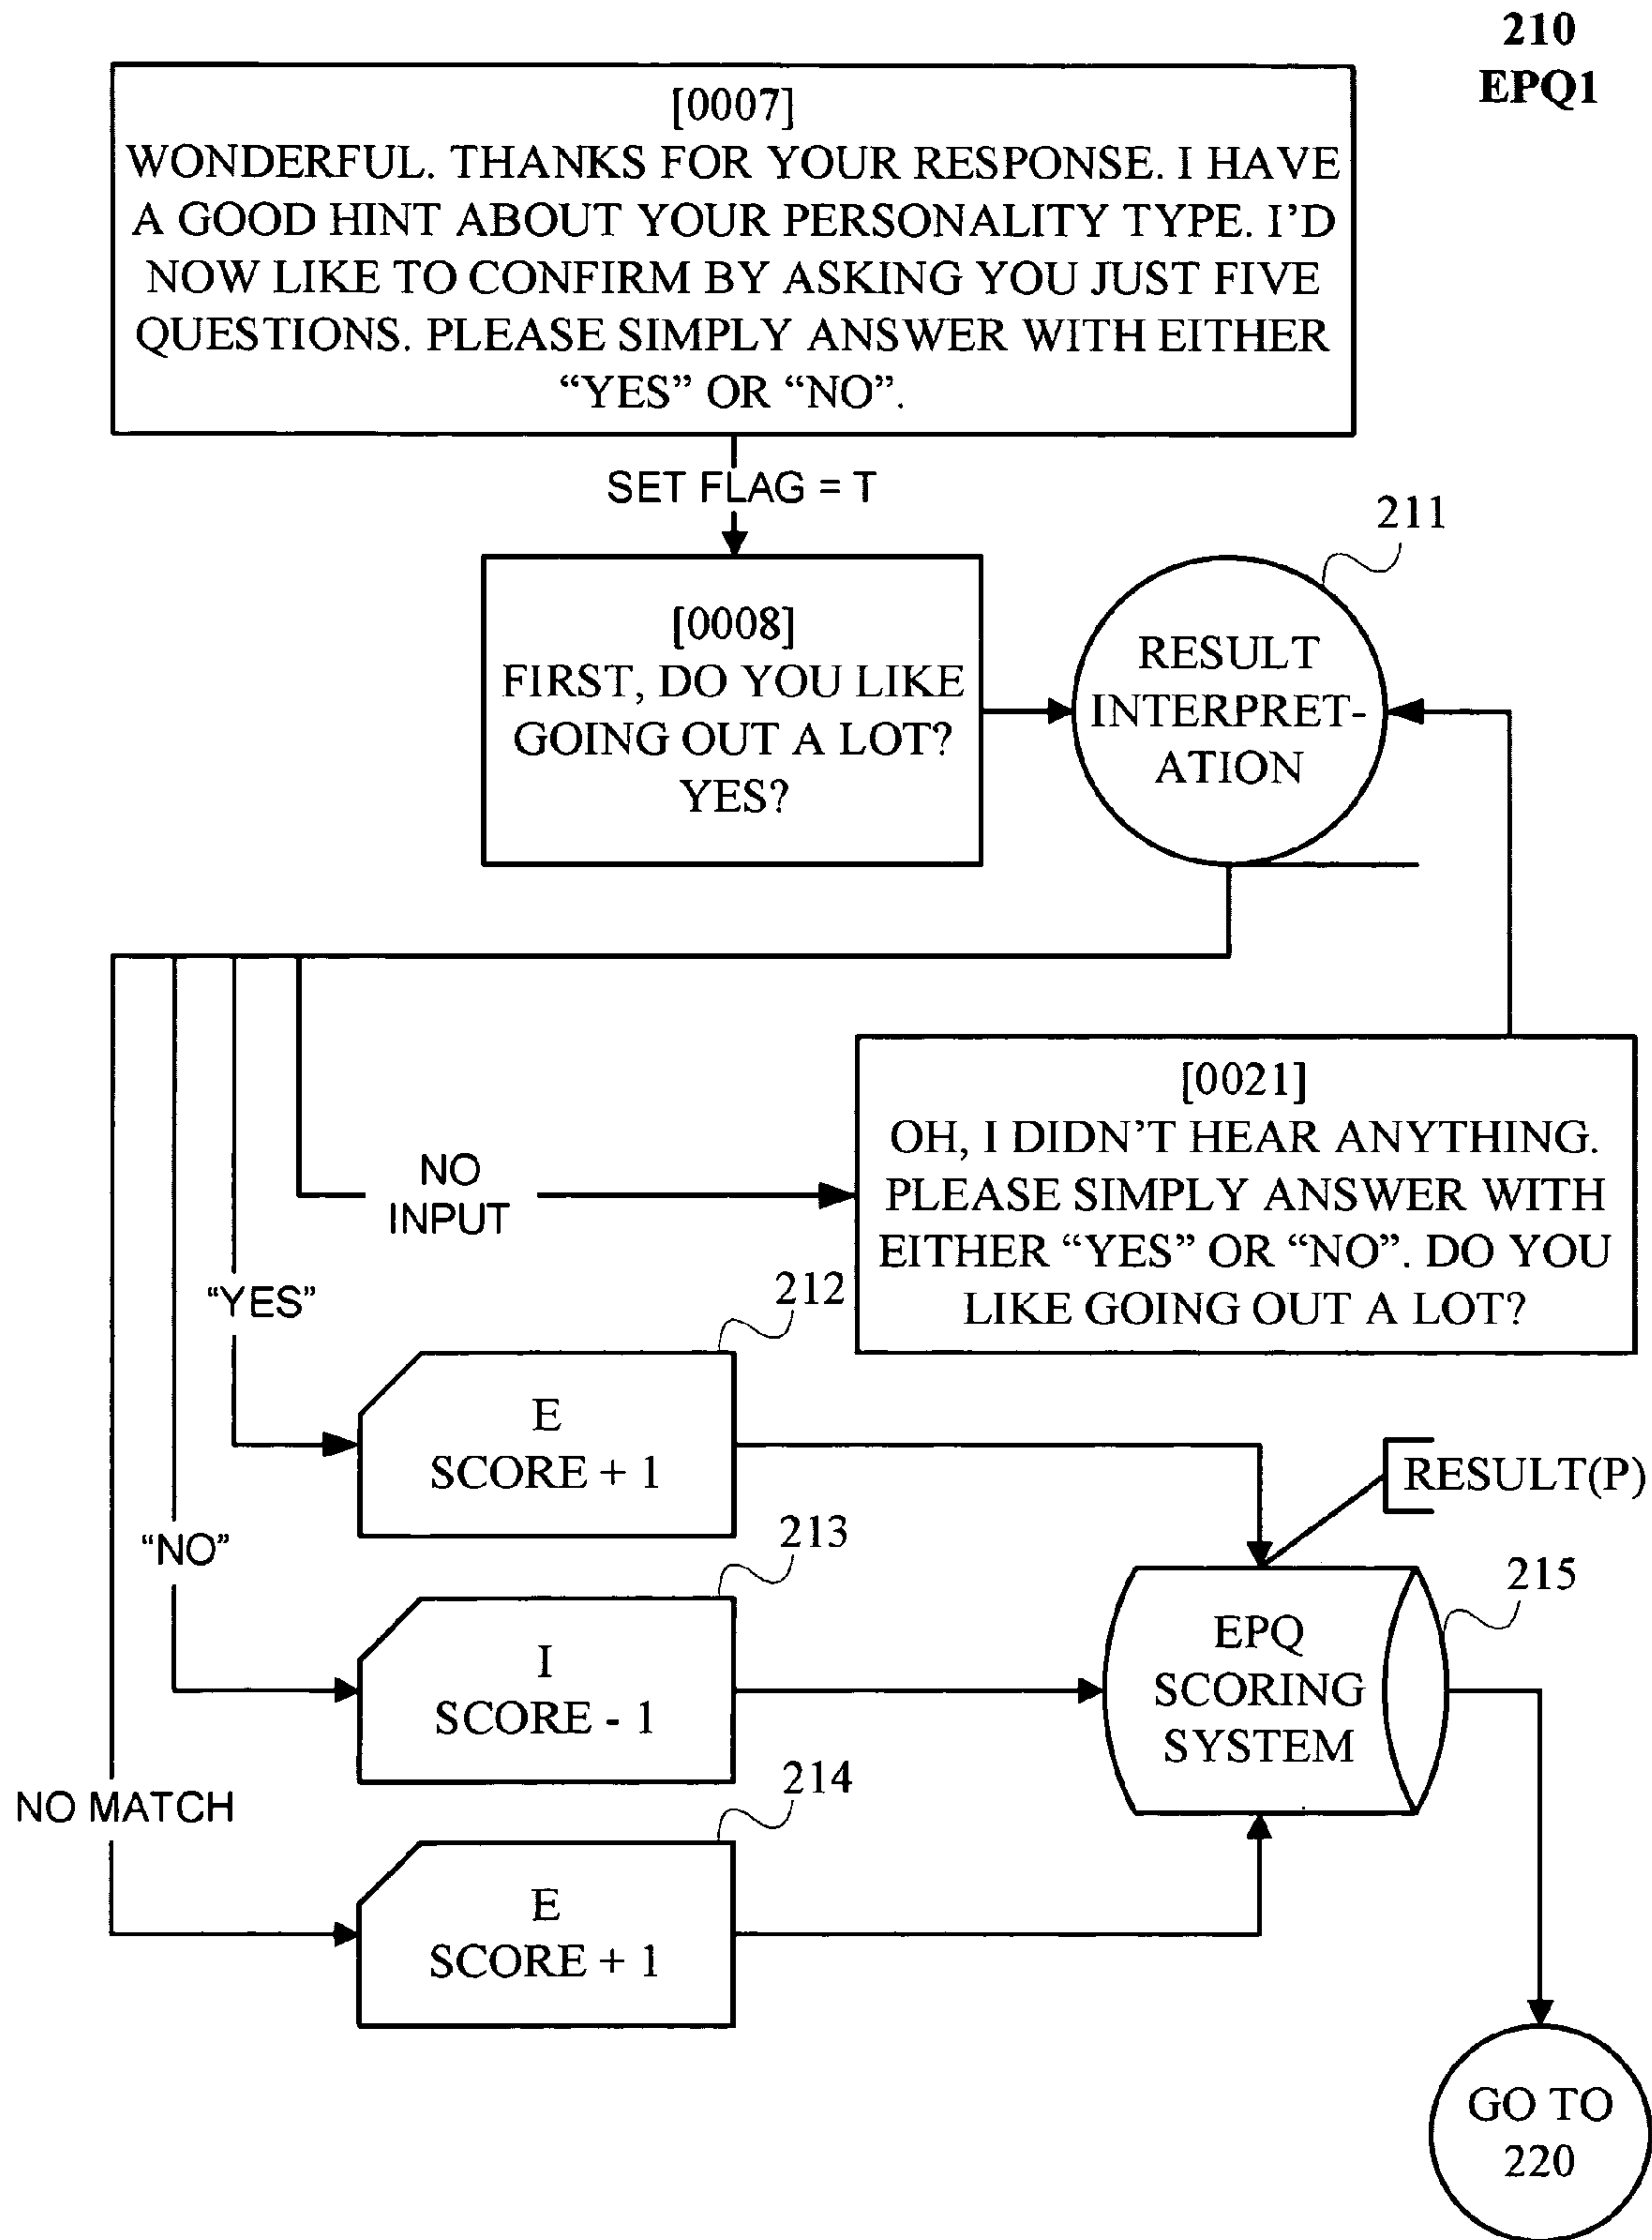 210
EPQ1
[0007]
WONDERFUL. THANKS FOR YOUR RESPONSE. I HAVE
A GOOD HINT ABOUT YOUR PERSONALITY TYPE. I'D
NOW LIKE TO CONFIRM BY ASKING YOU JUST FIVE
QUESTIONS. PLEASE SIMPLY ANSWER WITH EITHER
“YES” OR “NO”.
SET FLAG = T
211
[0008]
FIRST, DO YOU LIKE
GOING OUT A LOT?
YES?
RESULT
INTERPRET-
ATION
[0021]
OH, I DIDN'T HEAR ANYTHING.
PLEASE SIMPLY ANSWER WITH
EITHER “YES” OR “NO”. DO YOU
LIKE GOING OUT A LOT?
NO
INPUT
“YES”
212
E
SCORE + 1
RESULT(P)
“NO”
213
I
SCORE - 1
215
EPQ
SCORING
SYSTEM
NO MATCH
214
E
SCORE + 1
GO TO
220